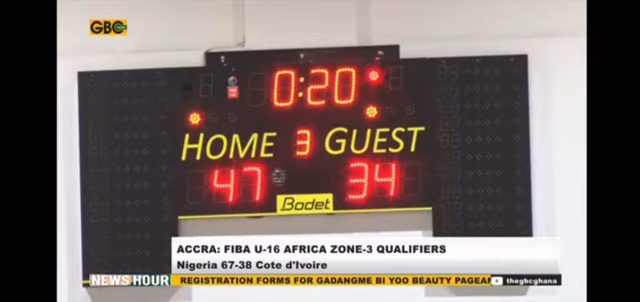 GBC
0:20
HOME 3 GUEST
47 34
Bodet
ACCRA: FIBA U-16 AFRICA ZONE-3 QUALIFIERS
Nigeria 67-38 Cote d'Ivoire
NEWS HOUR REGISTRATION FORMS FOR GADANGME BI YOO BEAUTY PAGEAN thegbcghana